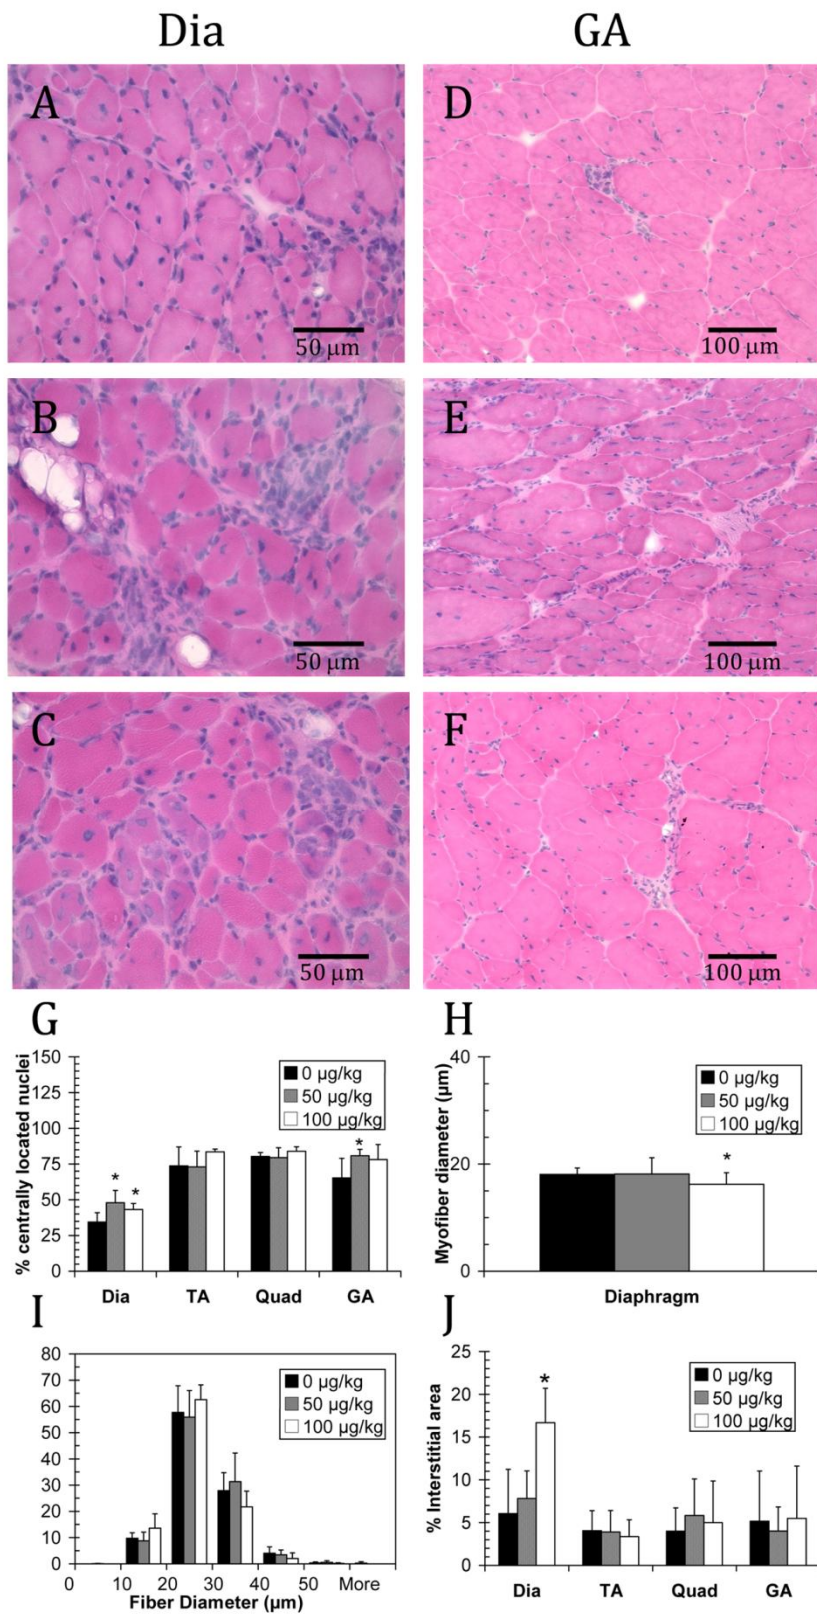 Dia GA
A D
50 µm 100 µm
B E
50 µm 100 µm
C F
50 µm 100 µm
G H
% centrally located nuclei
150
125
100
75
50
25
0
0 µg/kg
50 µg/kg
100 µg/kg
* * *
Dia TA Quad GA
Myofiber diameter (µm)
40
20
0
0 µg/kg
50 µg/kg
100 µg/kg
*
Diaphragm
I J
80
70
60
50
40
30
20
10
0
0 µg/kg
50 µg/kg
100 µg/kg
0 10 20 30 40 50 More
Fiber Diameter (µm)
% Interstitial area
25
20
15
10
5
0
0 µg/kg
50 µg/kg
100 µg/kg
*
Dia TA Quad GA